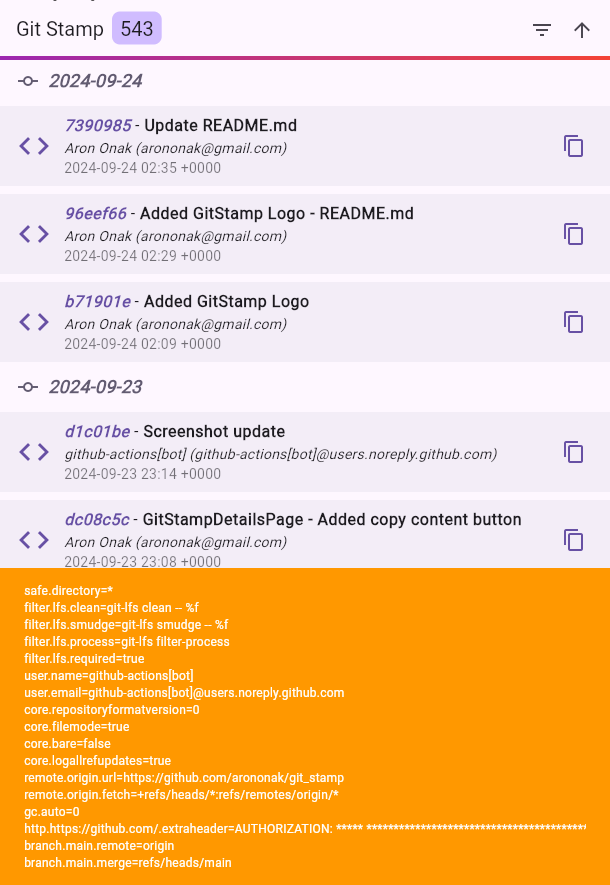 Git Stamp 543
2024-09-24
7390985 - Update README.md
Aron Onak (arononak@gmail.com)
2024-09-24 02:35 +0000
96eef66 - Added GitStamp Logo - README.md
Aron Onak (arononak@gmail.com)
2024-09-24 02:29 +0000
b71901e - Added GitStamp Logo
Aron Onak (arononak@gmail.com)
2024-09-24 02:09 +0000
2024-09-23
d1c01be - Screenshot update
github-actions[bot] (github-actions[bot]@users.noreply.github.com)
2024-09-23 23:14 +0000
dc08c5c - GitStampDetailsPage - Added copy content button
Aron Onak (arononak@gmail.com)
2024-09-23 23:08 +0000
safe.directory=*
filter.lfs.clean=git-lfs clean -- %f
filter.lfs.smudge=git-lfs smudge -- %f
filter.lfs.process=git-lfs filter-process
filter.lfs.required=true
user.name=github-actions[bot]
user.email=github-actions[bot]@users.noreply.github.com
core.repositoryformatversion=0
core.filemode=true
core.bare=false
core.logallrefupdates=true
remote.origin.url=https://github.com/arononak/git_stamp
remote.origin.fetch=+refs/heads/*:refs/remotes/origin/*
gc.auto=0
http.https://github.com/.extraheader=AUTHORIZATION: ***** ****************************************
branch.main.remote=origin
branch.main.merge=refs/heads/main